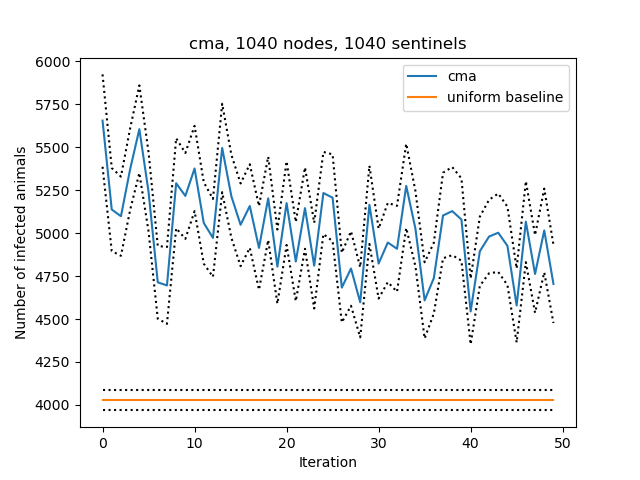 cma, 1040 nodes, 1040 sentinels
cma
uniform baseline
Number of infected animals
6000
5750
5500
5250
5000
4750
4500
4250
4000
0 10 20 30 40 50
Iteration